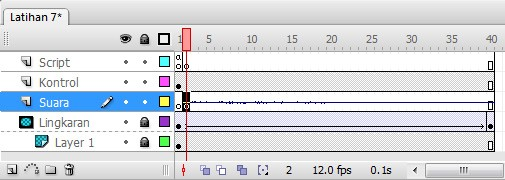 Latihan 7*
1 5 10 15 20 25 30 35 40
Script
a
Kontrol
Suara
Lingkaran
Layer 1
2 12.0 fps 0.1s